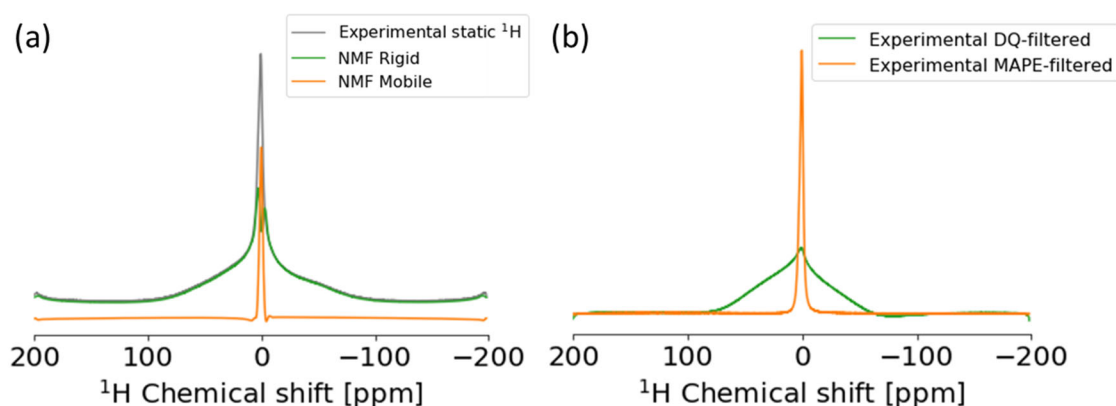 (a)
Experimental static ¹H
NMF Rigid
NMF Mobile
200 100 0 −100 −200
¹H Chemical shift [ppm]
(b)
Experimental DQ-filtered
Experimental MAPE-filtered
200 100 0 −100 −200
¹H Chemical shift [ppm]